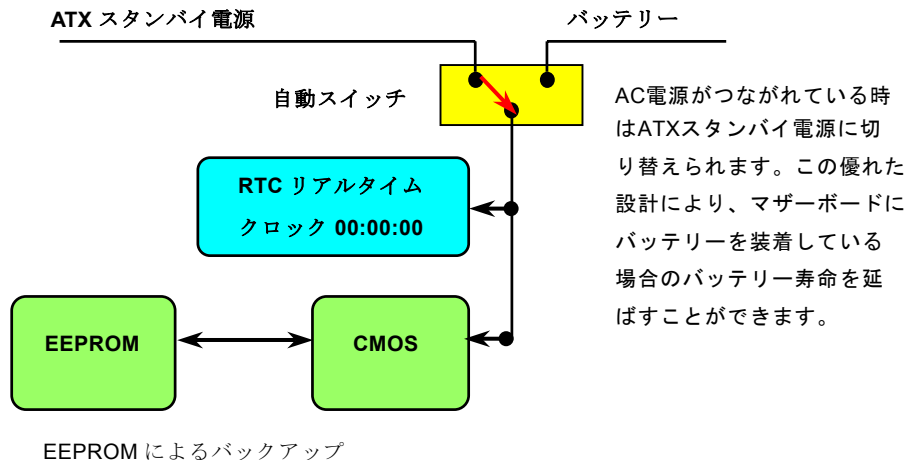 ATX スタンバイ電源
バッテリー
自動スイッチ
AC電源がつながれている時
はATXスタンバイ電源に切
り替えられます。この優れた
設計により、マザーボードに
バッテリーを装着している
場合のバッテリー寿命を延
ばすことができます。
RTC リアルタイム
クロック 00:00:00
EEPROM
CMOS
EEPROM によるバックアップ